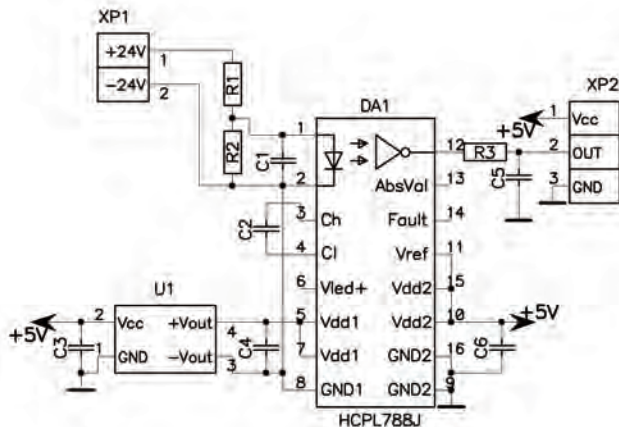 XP1
+24V
1
−24V
2
R1
R2
C1
DA1
1
2
3
4
6
5
7
8
Ch
Cl
Vled+
Vdd1
Vdd1
GND1
AbsVal
Fault
Vref
Vdd2
Vdd2
GND2
GND2
12
13
14
11
15
10
16
9
HCPL788J
C2
U1
+5V
2
Vcc
+Vout
4
1
GND
−Vout
3
C3
C4
R3
C5
XP2
+5V
1
Vcc
2
OUT
3
GND
+5V
C6